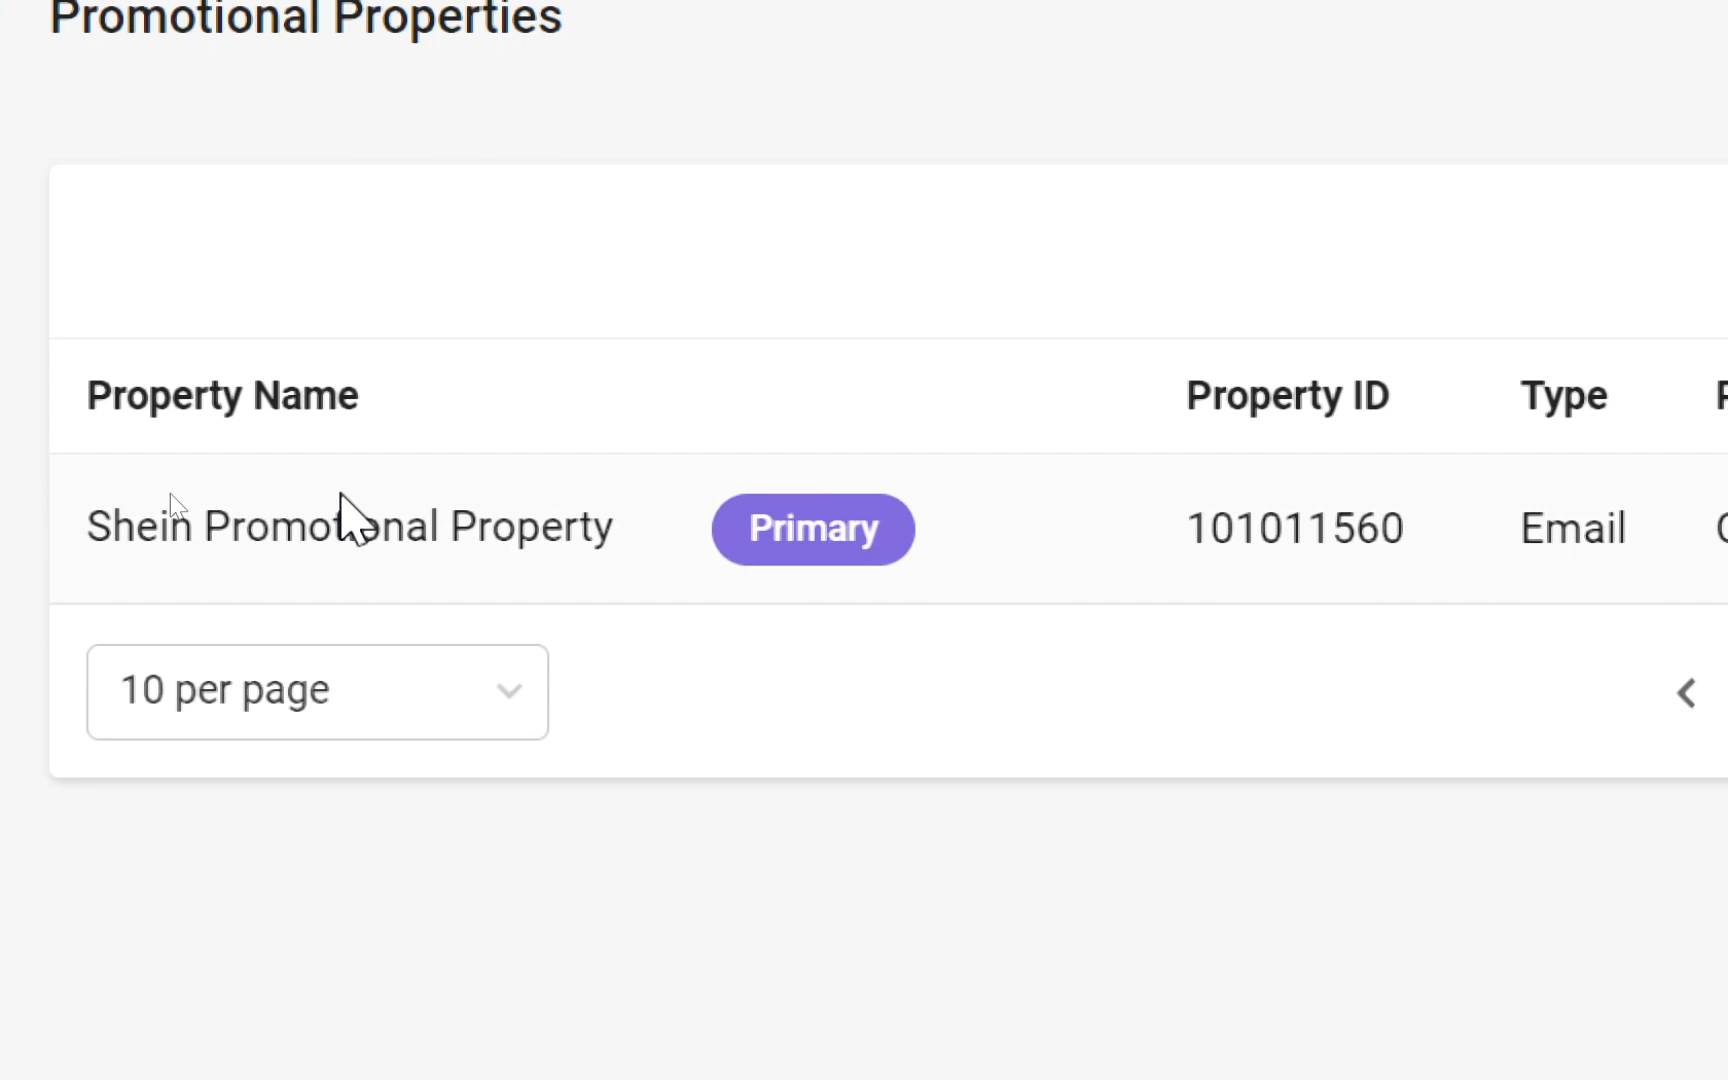 Promotional Properties
Property Name Property ID Type
Shein Promotional Property Primary 101011560 Email
10 per page